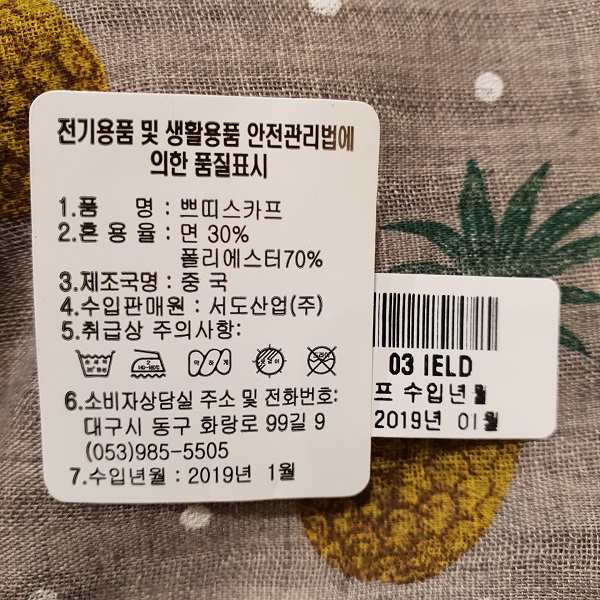 전기용품 및 생활용품 안전관리법에
의한 품질표시
1.품 명 : 쁘띠스카프
2.혼 용 율 : 면 30%
폴리에스터70%
3.제조국명 : 중 국
4.수입판매원 : 서도산업(주)
5.취급상 주의사항:
6.소비자상담실 주소 및 전화번호:
대구시 동구 화랑로 99길 9
(053)985-5505
7.수입년월 : 2019년 1월
03 IELD
프 수입년월
2019년 01월